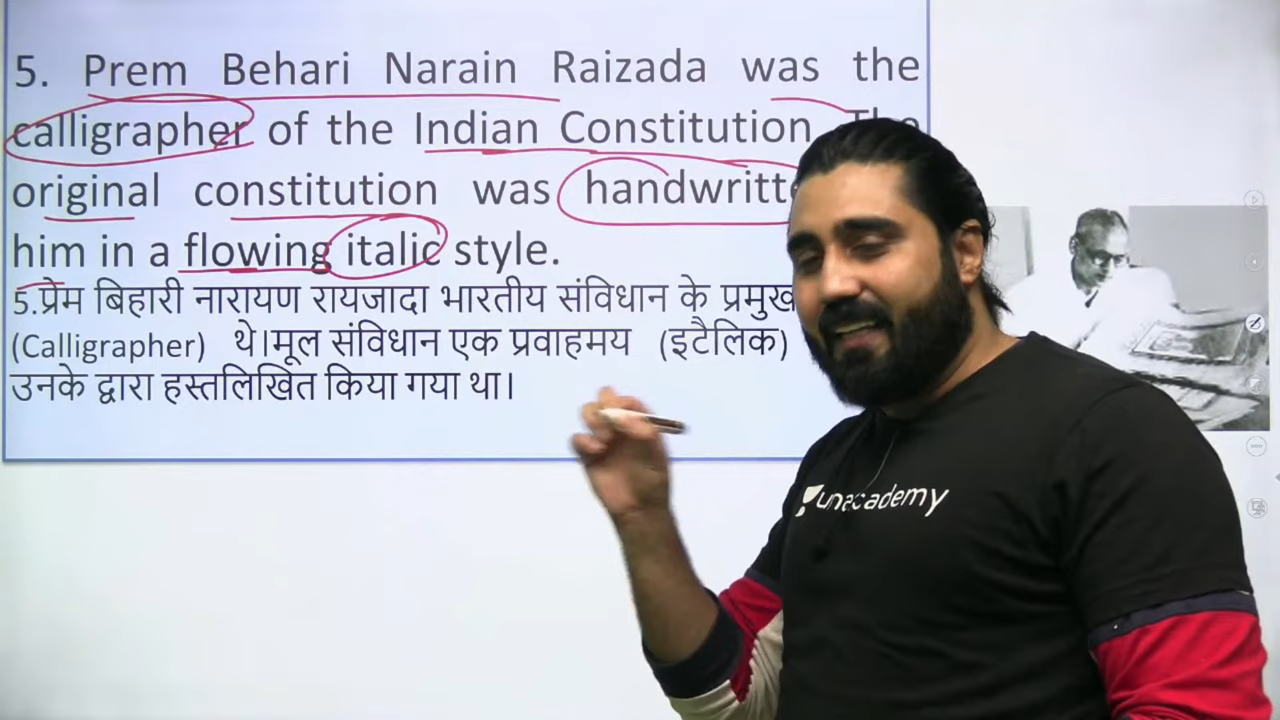 5. Prem Behari Narain Raizada was the
calligrapher of the Indian Constitution. The
original constitution was
him in a flowing italic style.
5.प्रेम बिहारी नारायण रायजादा भारतीय संविधान के प्रमुख
(Calligrapher) थे।मूल संविधान एक प्रवाहमय (इटैलिक)
उनके द्वारा हस्तलिखित किया गया था।
unacademy